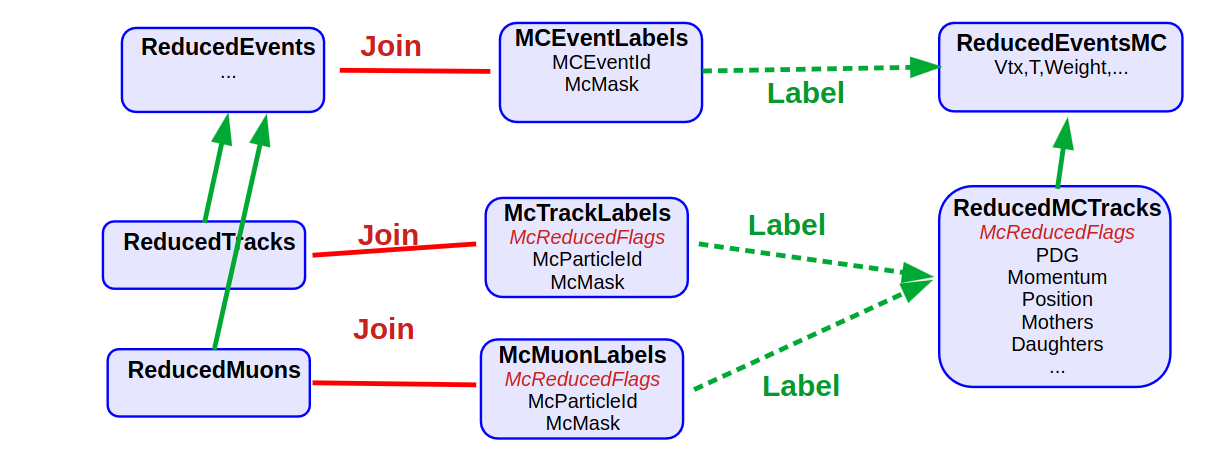 ReducedEvents
...
Join
MCEventLabels
MCEventId
McMask
Label
ReducedEventsMC
Vtx,T,Weight,...
ReducedTracks
Join
McTrackLabels
McReducedFlags
McParticleId
McMask
Label
ReducedMCTracks
McReducedFlags
PDG
Momentum
Position
Mothers
Daughters
...
ReducedMuons
Join
McMuonLabels
McReducedFlags
McParticleId
McMask
Label